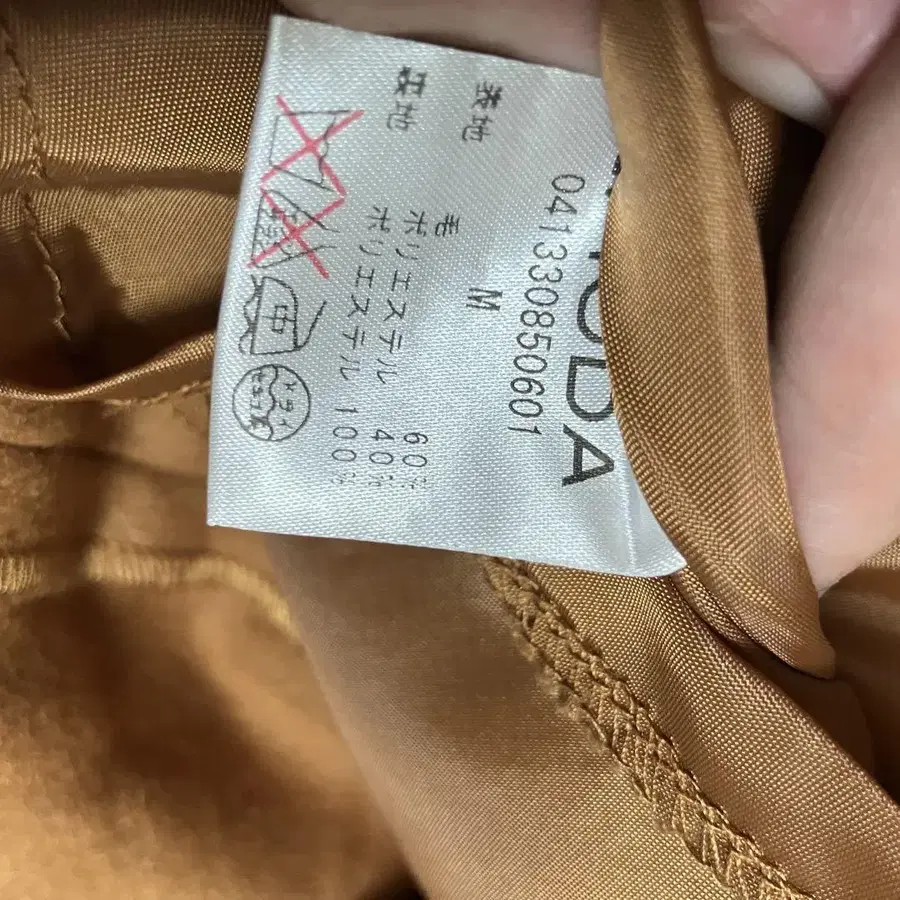 ODA
041330850601
M
表地 毛 60%
ポリエステル 40%
裏地 ポリエステル 100%
中
ドライ